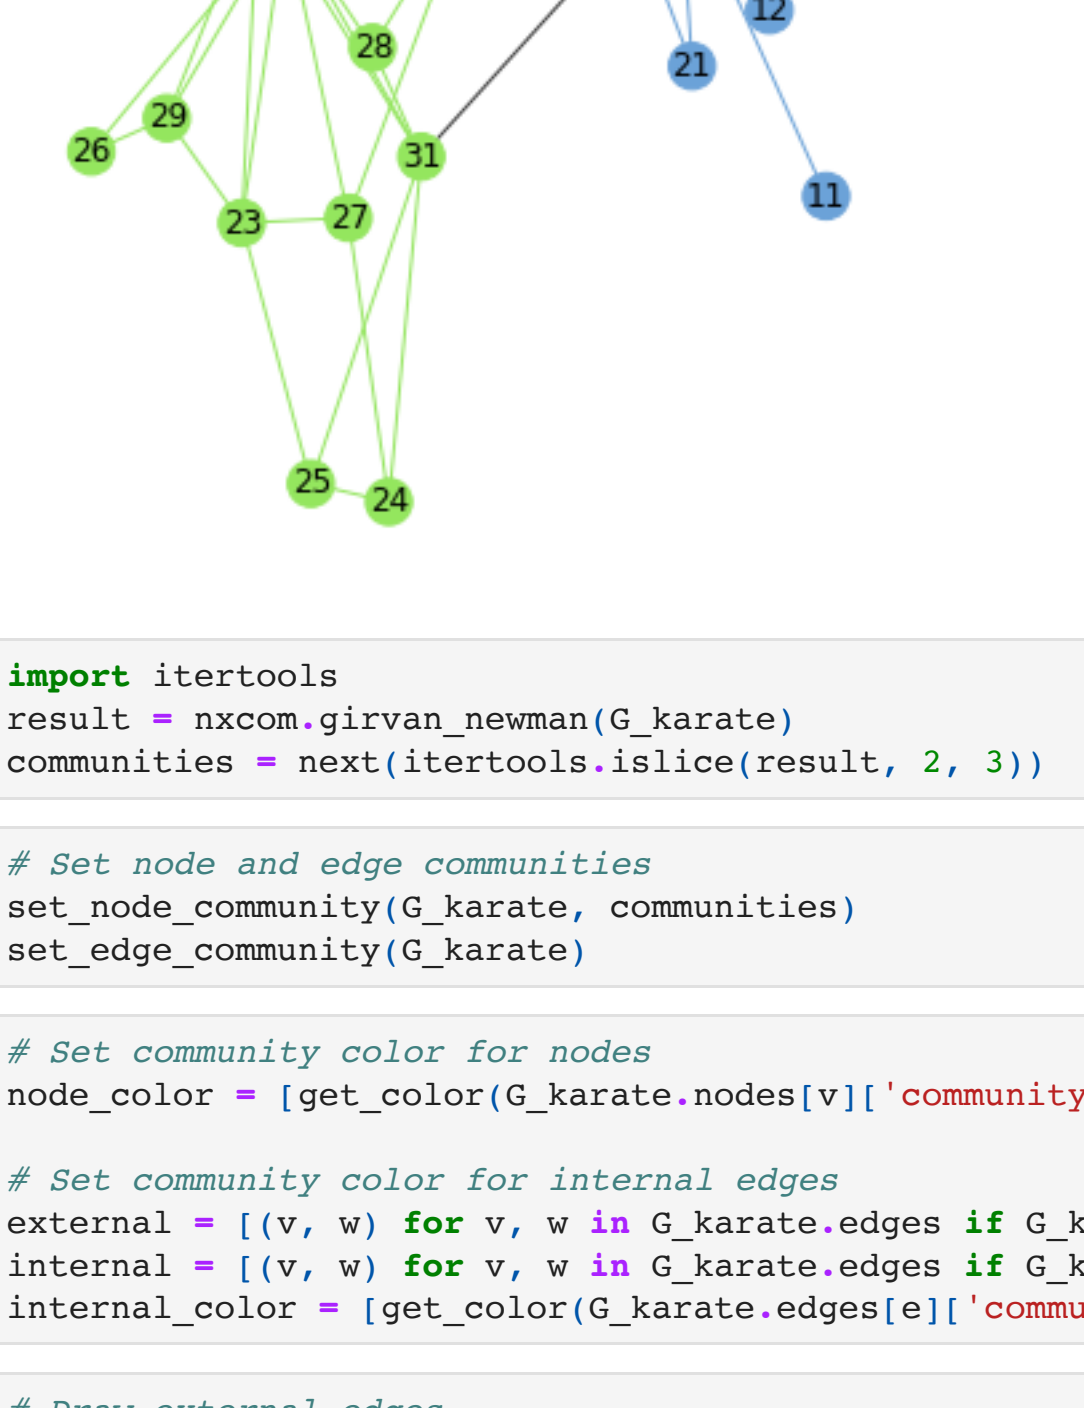 12
28
21
29
26
31
11
23
27
25
24
import itertools
result = nxcom.girvan_newman(G_karate)
communities = next(itertools.islice(result, 2, 3))
# Set node and edge communities
set_node_community(G_karate, communities)
set_edge_community(G_karate)
# Set community color for nodes
node_color = [get_color(G_karate.nodes[v]['community
# Set community color for internal edges
external = [(v, w) for v, w in G_karate.edges if G_k
internal = [(v, w) for v, w in G_karate.edges if G_k
internal_color = [get_color(G_karate.edges[e]['commu
# Draw external edges